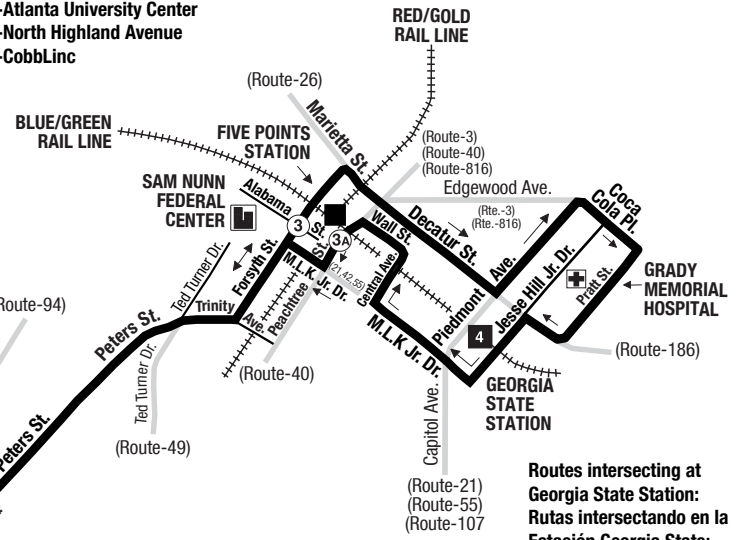 -Atlanta University Center
-North Highland Avenue
-CobbLinc
RED/GOLD
RAIL LINE
(Route-26)
BLUE/GREEN
RAIL LINE
FIVE POINTS
STATION
Marietta St.
(Route-3)
(Route-40)
(Route-816)
Edgewood Ave.
(Rte.-3)
(Rte.-816)
Coca
Cola Pl.
SAM NUNN
FEDERAL
CENTER
Alabama
St.
3
3A
Wall St.
Decatur St.
Ave.
Piedmont
Jesse Hill Jr. Dr.
Pratt St.
GRADY
MEMORIAL
HOSPITAL
Ted Turner Dr.
Forsyth St.
St.
(21,42,55)
M.L.K Jr. Dr.
Central Ave.
Peachtree
Trinity
Ave.
M.L.K Jr. Dr.
4
(Route-186)
Route-94)
Peters St.
Ted Turner Dr.
(Route-40)
GEORGIA
STATE
STATION
(Route-49)
Capitol Ave.
Peters St.
(Route-21)
(Route-55)
(Route-107
Routes intersecting at
Georgia State Station:
Rutas intersectando en la
Estación Georgia State: